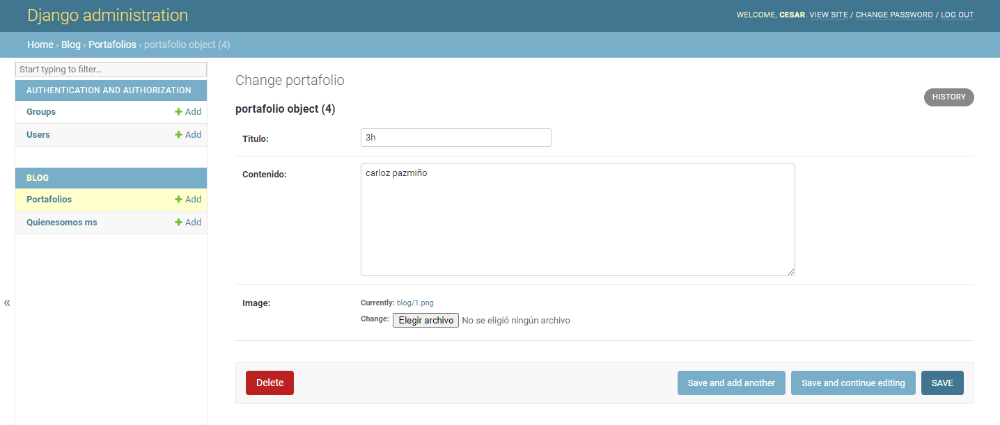 Django administration
WELCOME, CESAR. VIEW SITE / CHANGE PASSWORD / LOG OUT
Home › Blog › Portafolios › portafolio object (4)
Start typing to filter...
AUTHENTICATION AND AUTHORIZATION
Groups + Add
Users + Add
BLOG
Portafolios + Add
Quienesomos ms + Add
«
Change portafolio
HISTORY
portafolio object (4)
Titulo: 3h
Contenido: carloz pazmiño
Image: Currently: blog/1.png
Change: Elegir archivo No se eligió ningún archivo
Delete Save and add another Save and continue editing SAVE